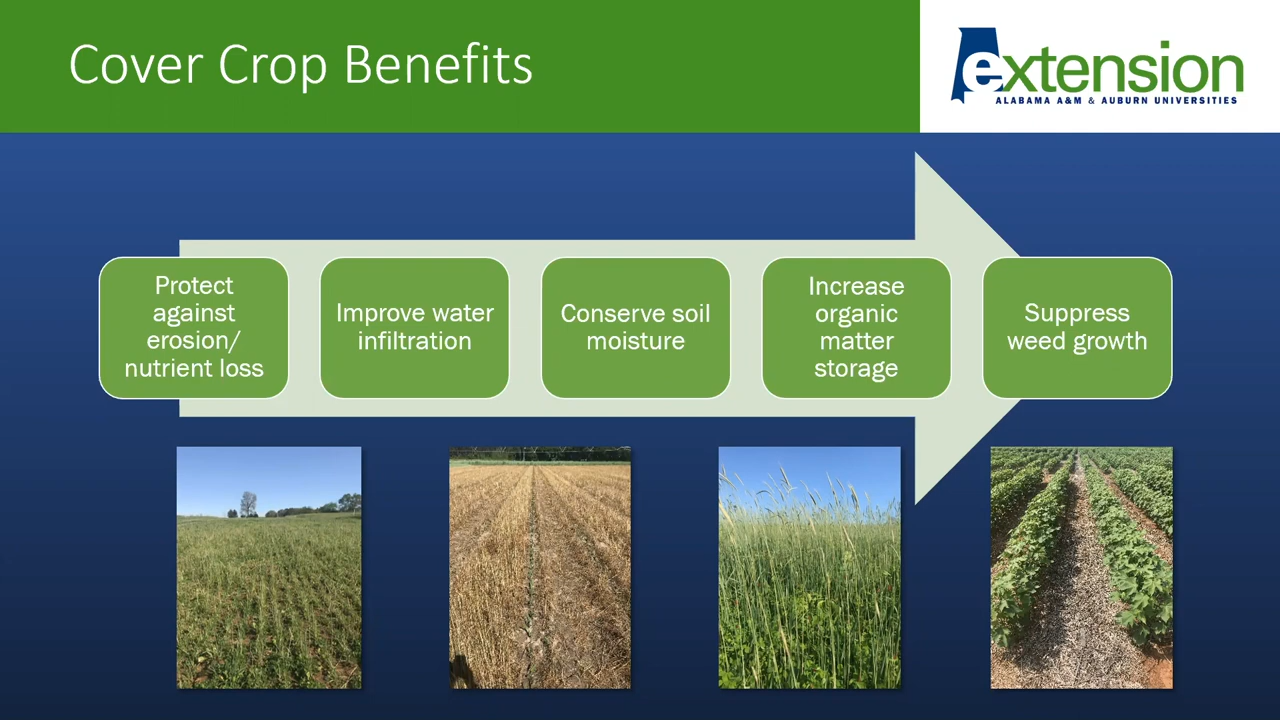 Cover Crop Benefits
extension
ALABAMA A&M & AUBURN UNIVERSITIES
Protect
against
erosion/
nutrient loss
Improve water
infiltration
Conserve soil
moisture
Increase
organic
matter
storage
Suppress
weed growth